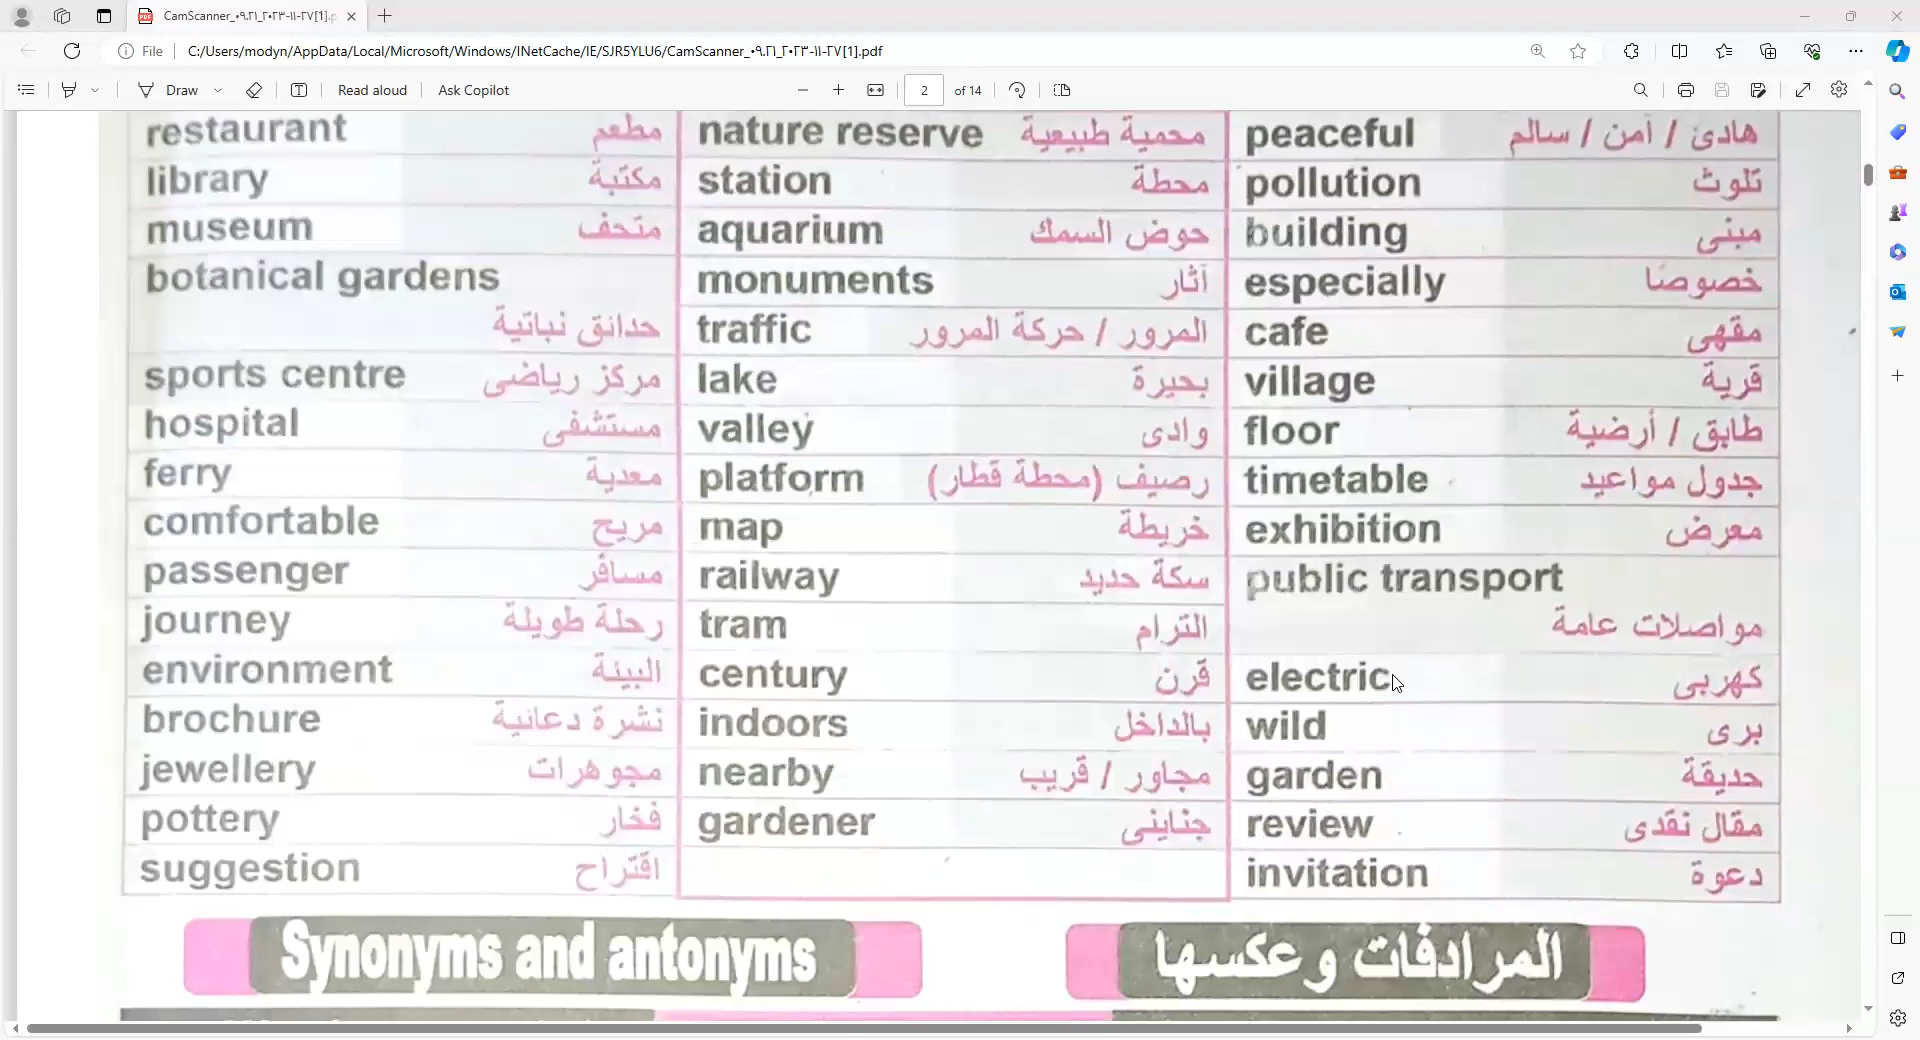 CamScanner_٠٩.٢١_٢٠٢٣-١١-٢٧[1].p
File
C:/Users/modyn/AppData/Local/Microsoft/Windows/INetCache/IE/SJR5YLU6/CamScanner_٠٩.٢١_٢٠٢٣-١١-٢٧[1].pdf
Draw
Read aloud
Ask Copilot
2 of 14
restaurant مطعم
library مكتبة
museum متحف
botanical gardens
حدائق نباتية
sports centre مركز رياضى
hospital مستشفى
ferry معدية
comfortable مريح
passenger مسافر
journey رحلة طويلة
environment البيئة
brochure نشرة دعائية
jewellery مجوهرات
pottery فخار
suggestion اقتراح
nature reserve محمية طبيعية
station محطة
aquarium حوض السمك
monuments آثار
traffic المرور / حركة المرور
lake بحيرة
valley وادى
platform رصيف (محطة قطار)
map خريطة
railway سكة حديد
tram الترام
century قرن
indoors بالداخل
nearby مجاور / قريب
gardener جناينى
peaceful هادئ / آمن / سالم
pollution تلوث
building مبنى
especially خصوصًا
cafe مقهى
village قرية
floor طابق / أرضية
timetable جدول مواعيد
exhibition معرض
public transport
مواصلات عامة
electric كهربى
wild برى
garden حديقة
review مقال نقدى
invitation دعوة
Synonyms and antonyms
المرادفات وعكسها